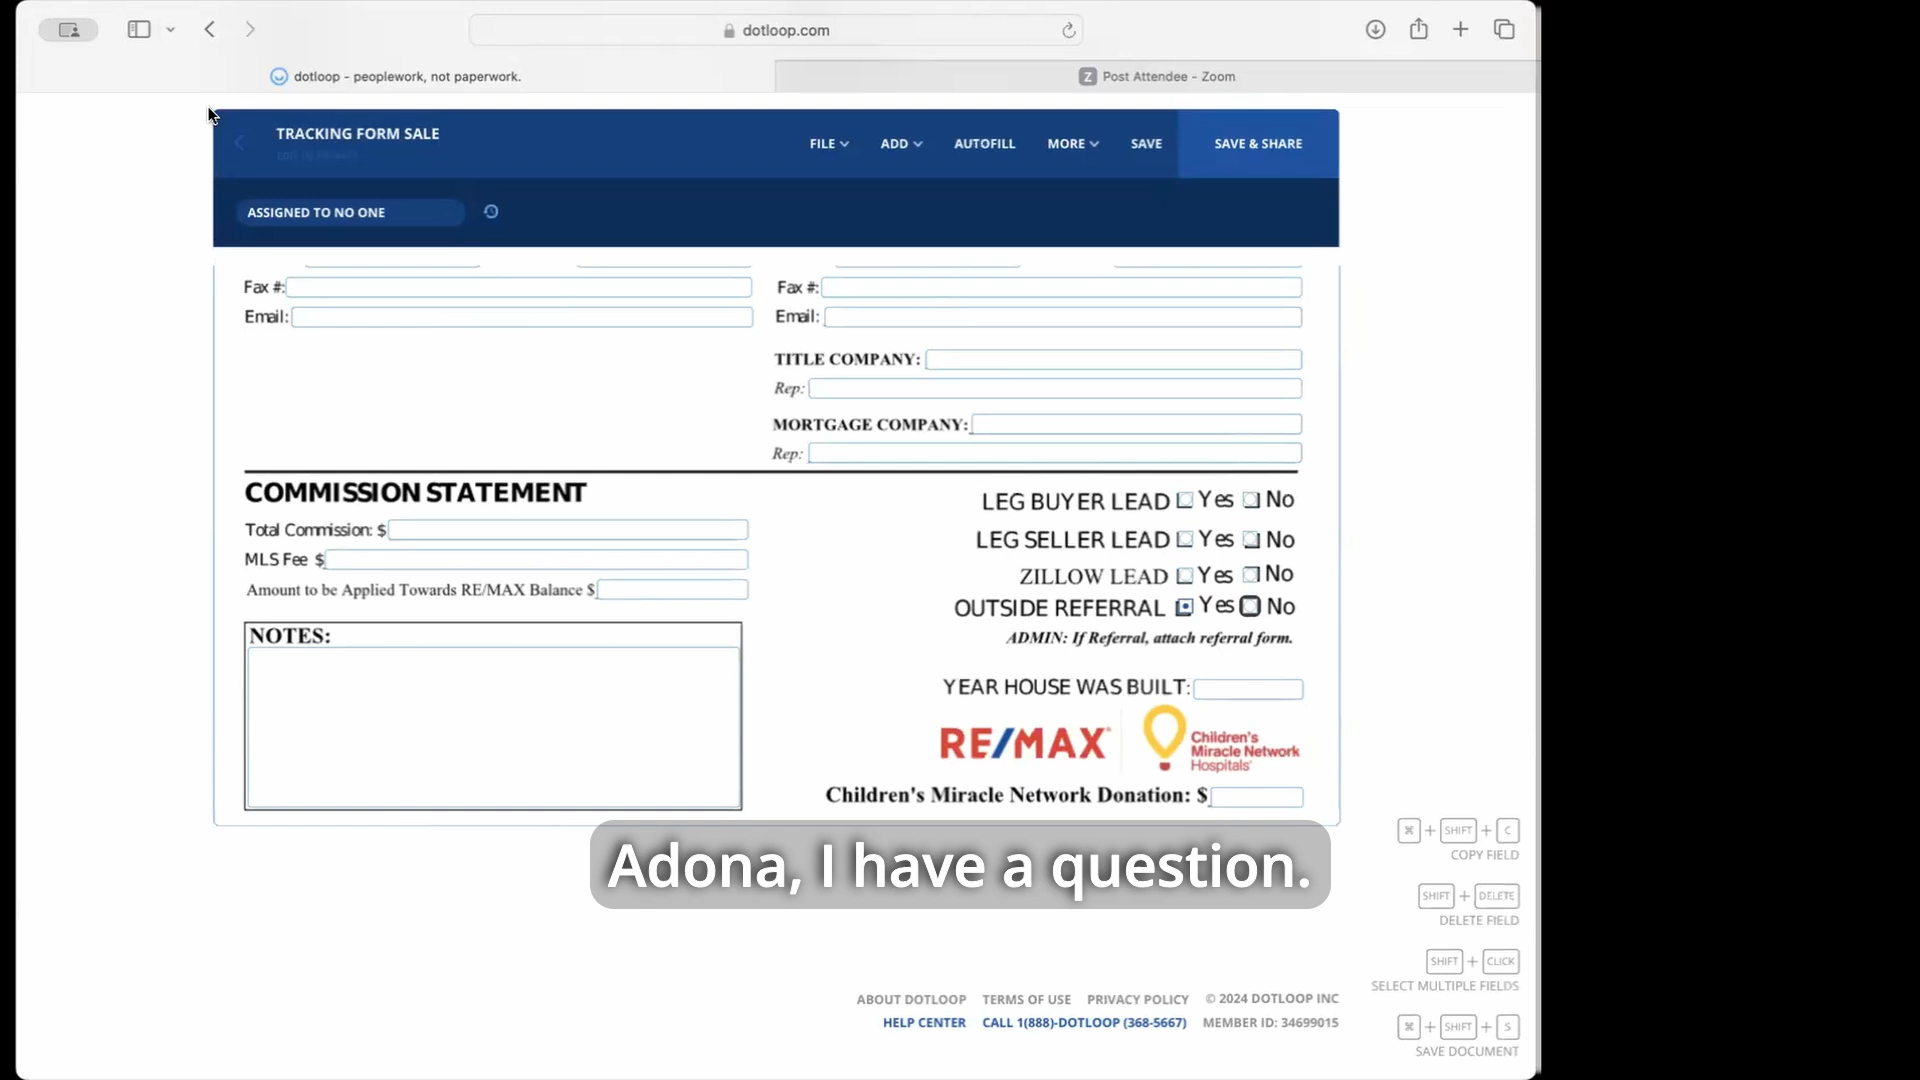 dotloop.com
dotloop - peoplework, not paperwork.
Z Post Attendee - Zoom
TRACKING FORM SALE
FILE ADD AUTOFILL MORE SAVE SAVE & SHARE
ASSIGNED TO NO ONE
Fax #: Fax #:
Email: Email:
TITLE COMPANY:
Rep:
MORTGAGE COMPANY:
Rep:
COMMISSION STATEMENT
Total Commission: $
MLS Fee $
Amount to be Applied Towards RE/MAX Balance $
NOTES:
LEG BUYER LEAD Yes No
LEG SELLER LEAD Yes No
ZILLOW LEAD Yes No
OUTSIDE REFERRAL Yes No
ADMIN: If Referral, attach referral form.
YEAR HOUSE WAS BUILT:
RE/MAX
Children's
Miracle Network
Hospitals
Children's Miracle Network Donation: $
Adona, I have a question.
⌘ + SHIFT + C
COPY FIELD
SHIFT + DELETE
DELETE FIELD
SHIFT + CLICK
SELECT MULTIPLE FIELDS
⌘ + SHIFT + S
SAVE DOCUMENT
ABOUT DOTLOOP TERMS OF USE PRIVACY POLICY © 2024 DOTLOOP INC
HELP CENTER CALL 1(888)-DOTLOOP (368-5667) MEMBER ID: 34699015